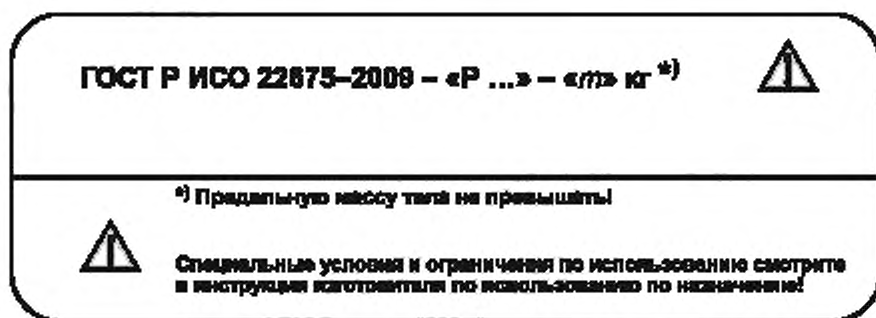 ГОСТ Р ИСО 22675–2009 – «Р ...» – «m» кг *)
*) Предельную массу тела не превышать!
Специальные условия и ограничения по использованию смотрите
в инструкции изготовителя по использованию по назначению!